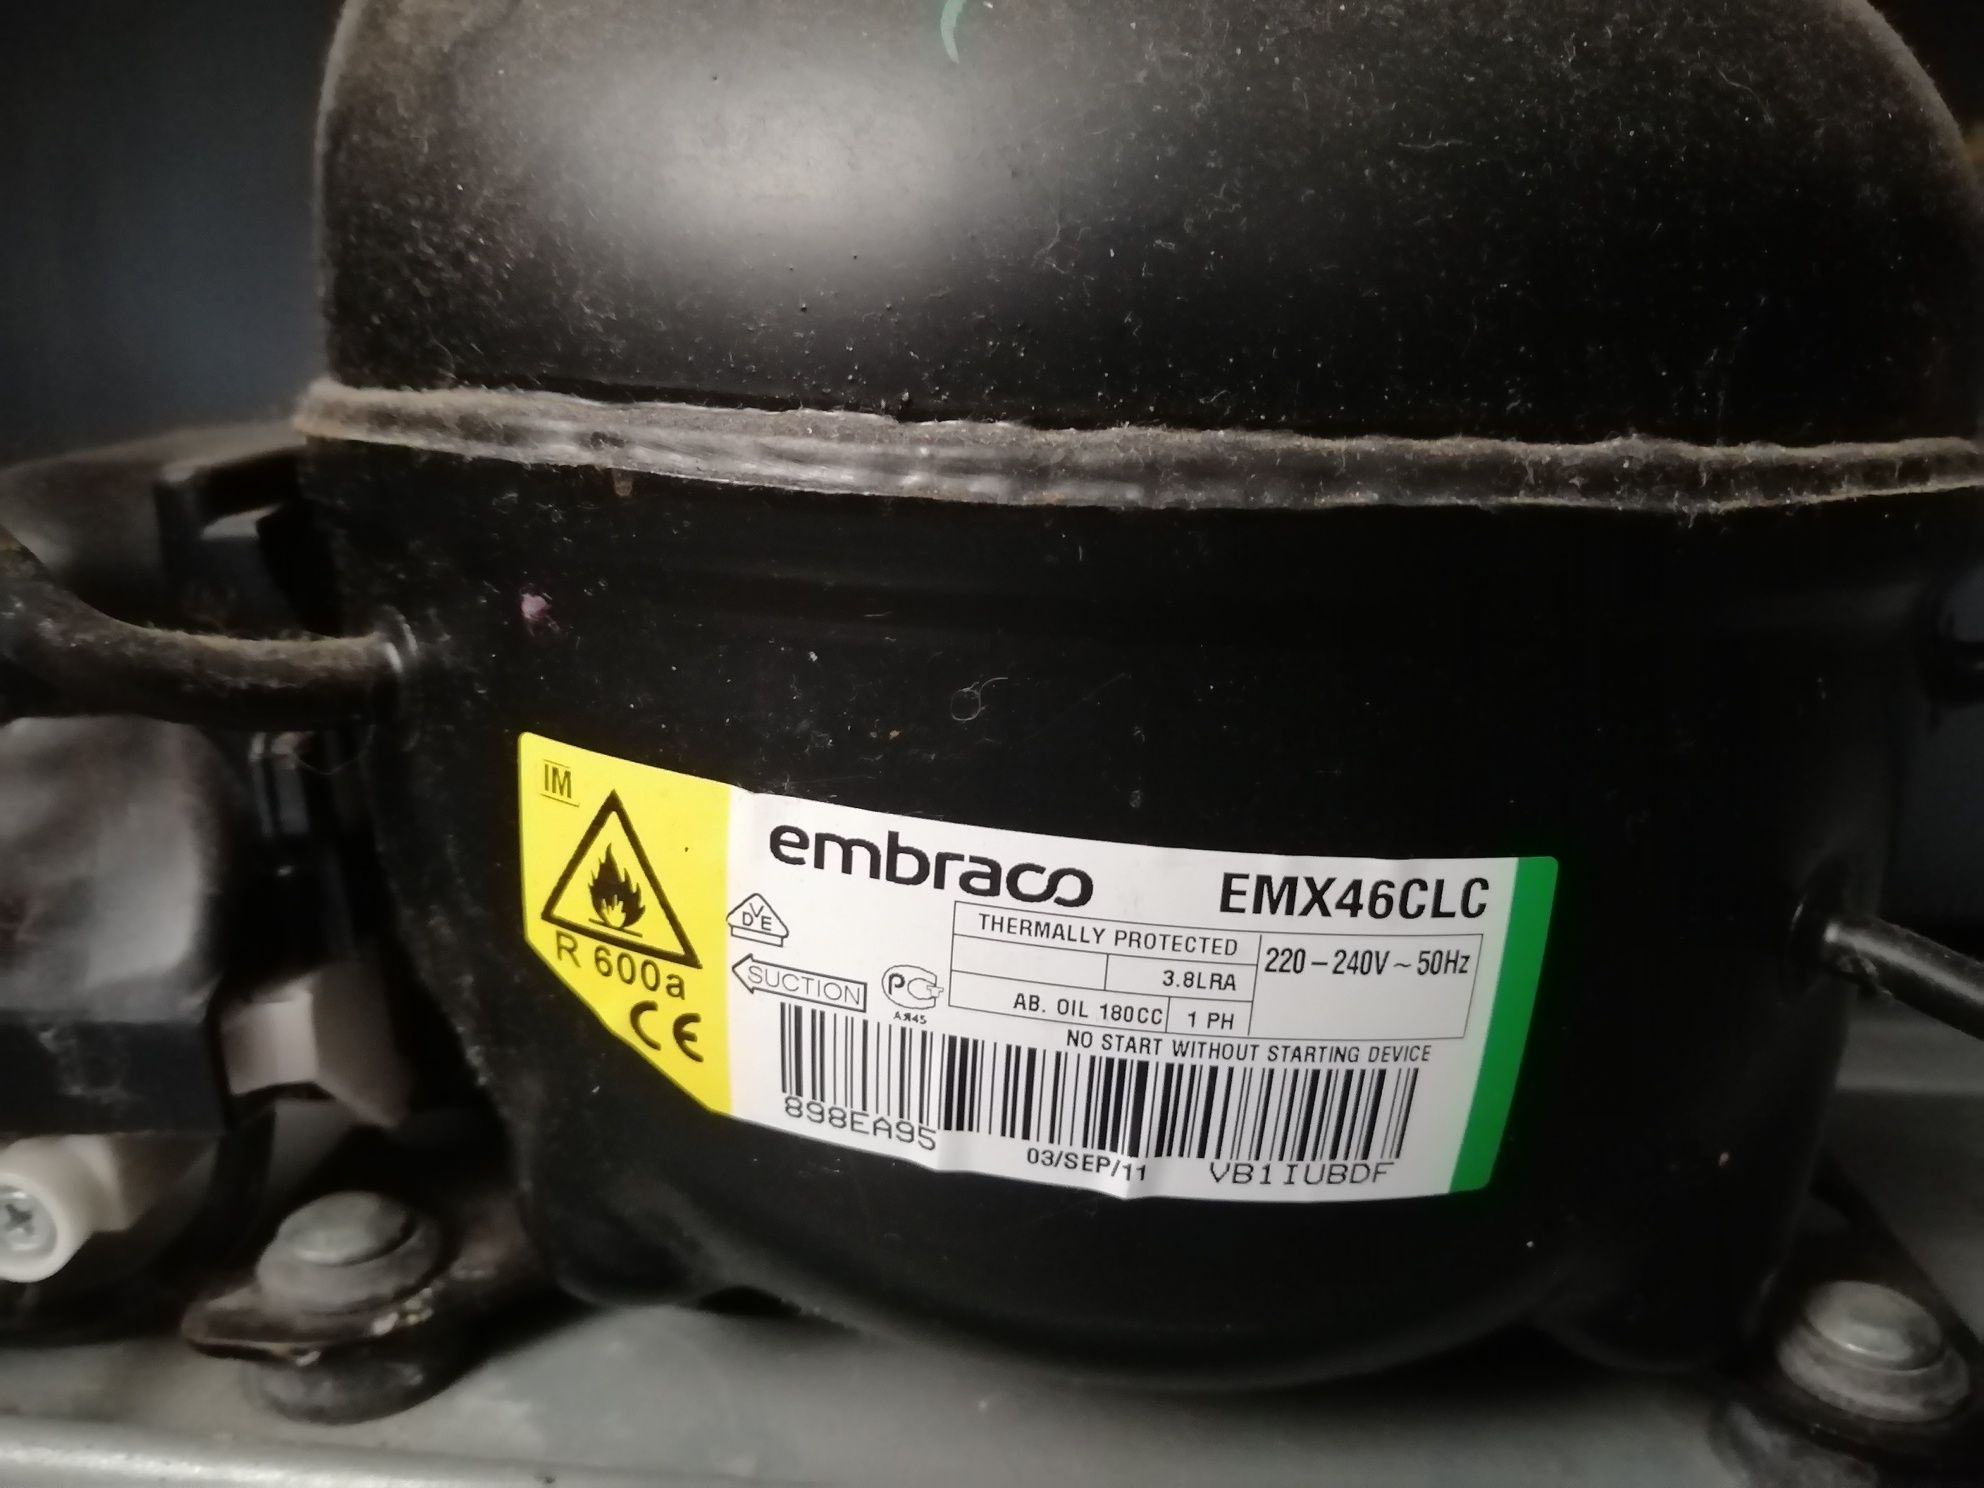 IM
R 600a
CE
embraco
EMX46CLC
VDE
SUCTION
THERMALLY PROTECTED
3.8LRA
AB. OIL 180CC
1 PH
220-240V~50Hz
NO START WITHOUT STARTING DEVICE
898EA95
03/SEP/11
VB1IUBDF